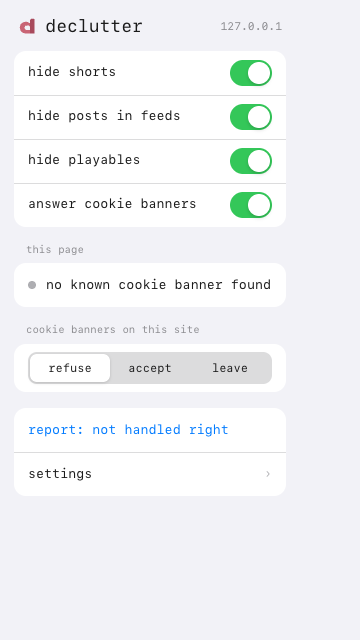 declutter
127.0.0.1
hide shorts
hide posts in feeds
hide playables
answer cookie banners
this page
no known cookie banner found
cookie banners on this site
refuse accept leave
report: not handled right
settings